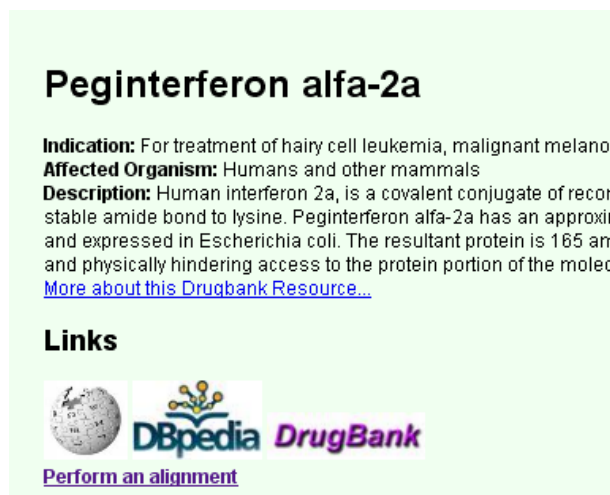 Peginterferon alfa-2a
Indication: For treatment of hairy cell leukemia, malignant melano
Affected Organism: Humans and other mammals
Description: Human interferon 2a, is a covalent conjugate of recor
stable amide bond to lysine. Peginterferon alfa-2a has an approxi
and expressed in Escherichia coli. The resultant protein is 165 am
and physically hindering access to the protein portion of the molec
More about this Drugbank Resource...
Links
DBpedia DrugBank
Perform an alignment